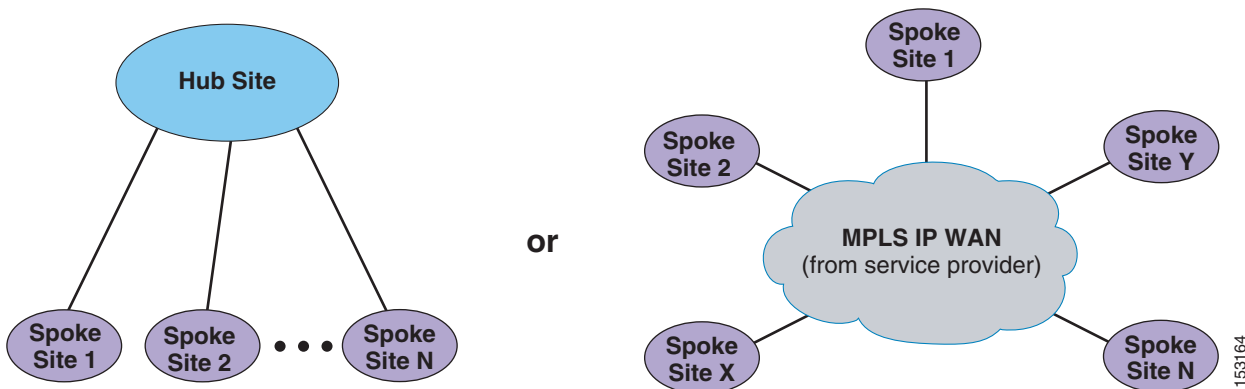 Hub Site
Spoke
Site 1
Spoke
Site 2
Spoke
Site N
or
Spoke
Site 1
Spoke
Site 2
Spoke
Site Y
MPLS IP WAN
(from service provider)
Spoke
Site X
Spoke
Site N
153164